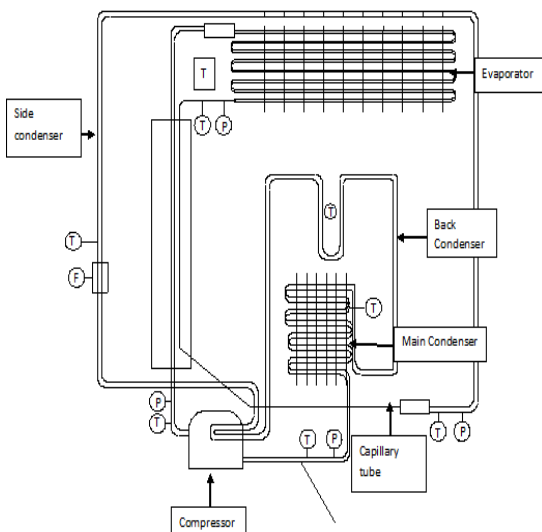 T
Evaporator
Side
condenser
T
P
T
Back
Condenser
T
F
T
Main Condenser
P
T
T
P
T
P
Capillary
tube
Compressor